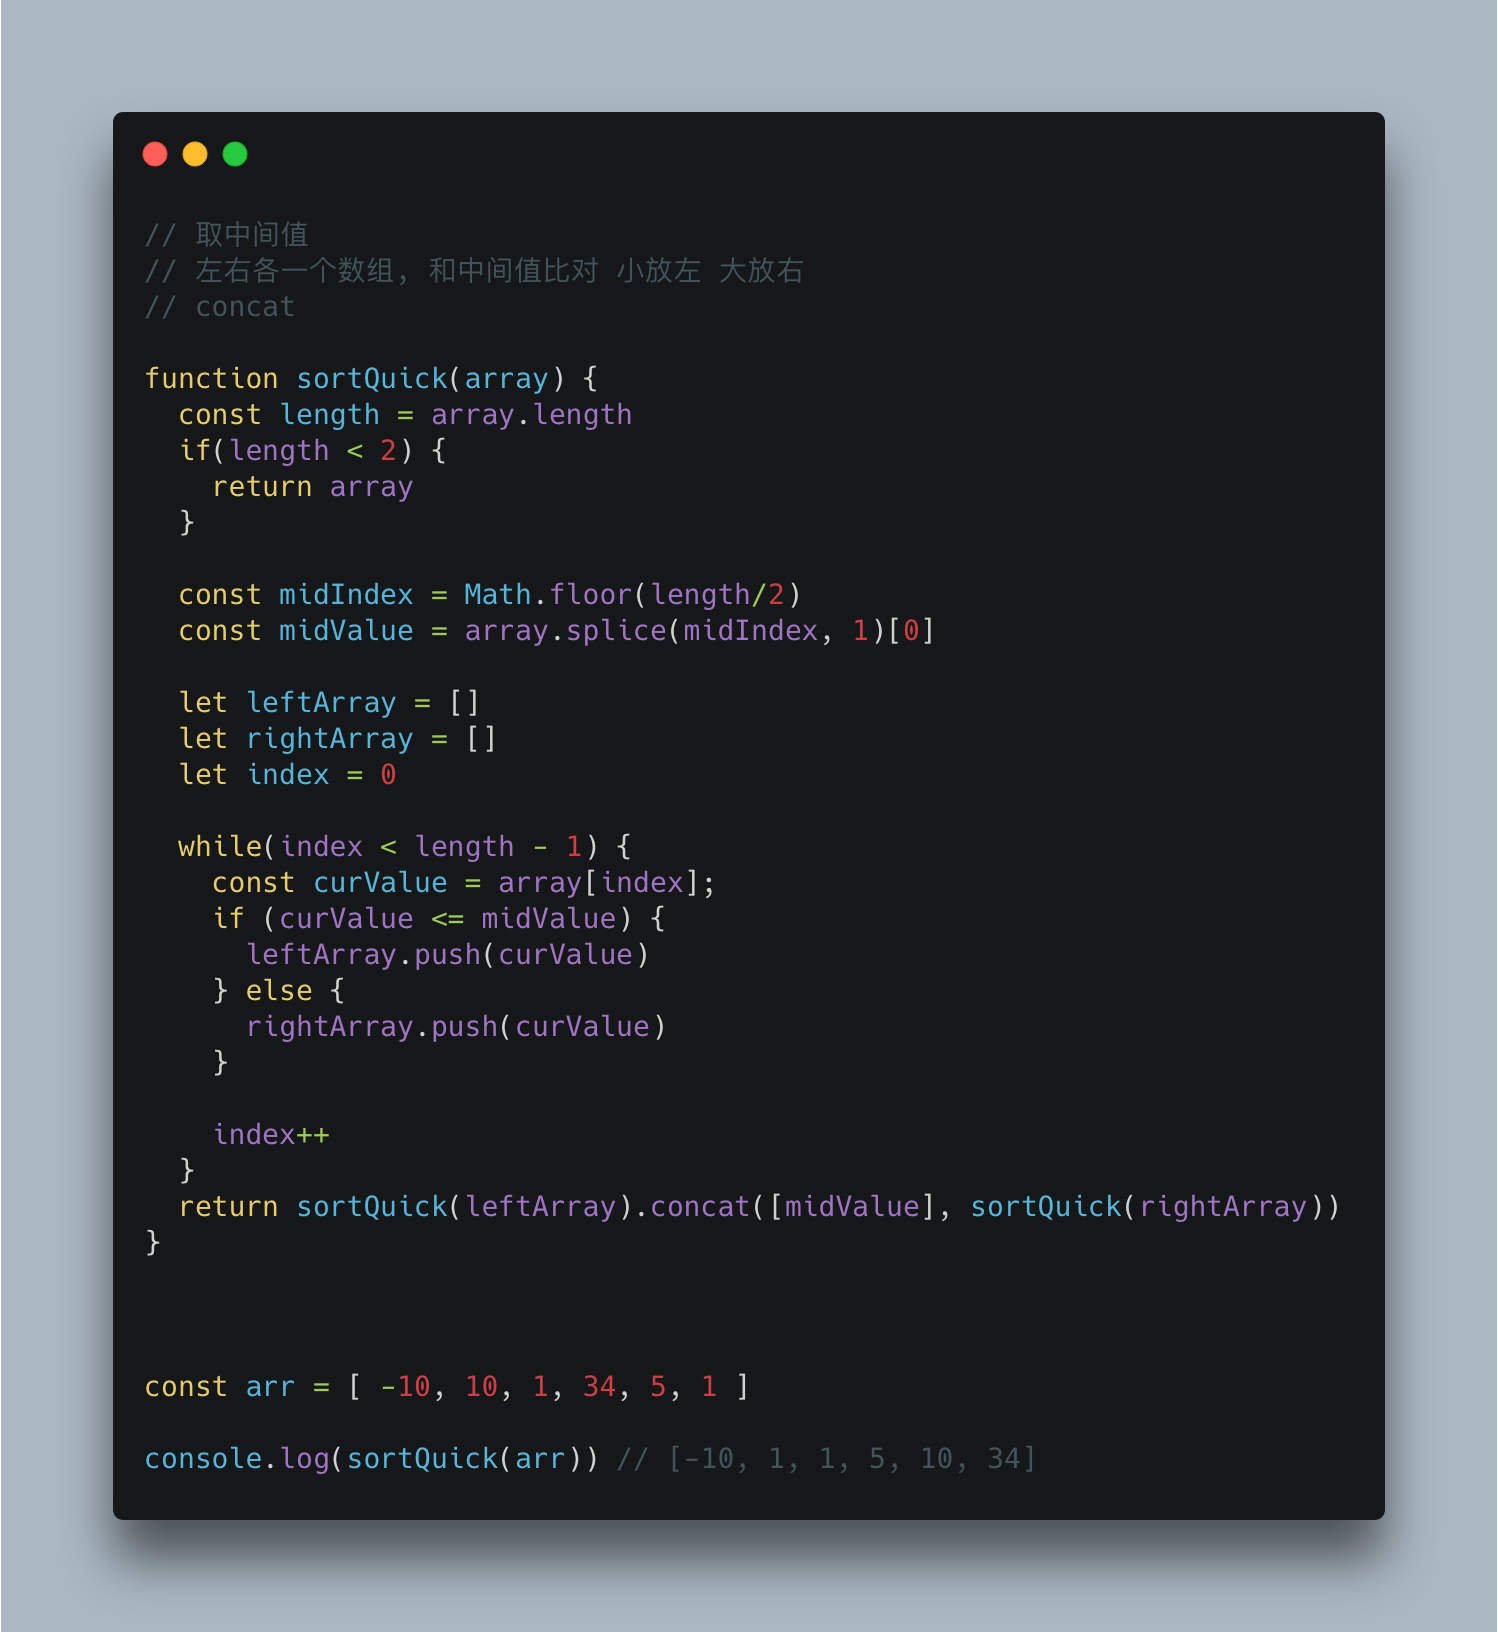 // 取中间值
// 左右各一个数组, 和中间值比对 小放左 大放右
// concat
function sortQuick(array) {
  const length = array.length
  if(length < 2) {
    return array
  }
  const midIndex = Math.floor(length/2)
  const midValue = array.splice(midIndex, 1)[0]
  let leftArray = []
  let rightArray = []
  let index = 0
  while(index < length - 1) {
    const curValue = array[index];
    if (curValue <= midValue) {
      leftArray.push(curValue)
    } else {
      rightArray.push(curValue)
    }
    index++
  }
  return sortQuick(leftArray).concat([midValue], sortQuick(rightArray))
}
const arr = [ -10, 10, 1, 34, 5, 1 ]
console.log(sortQuick(arr)) // [-10, 1, 1, 5, 10, 34]